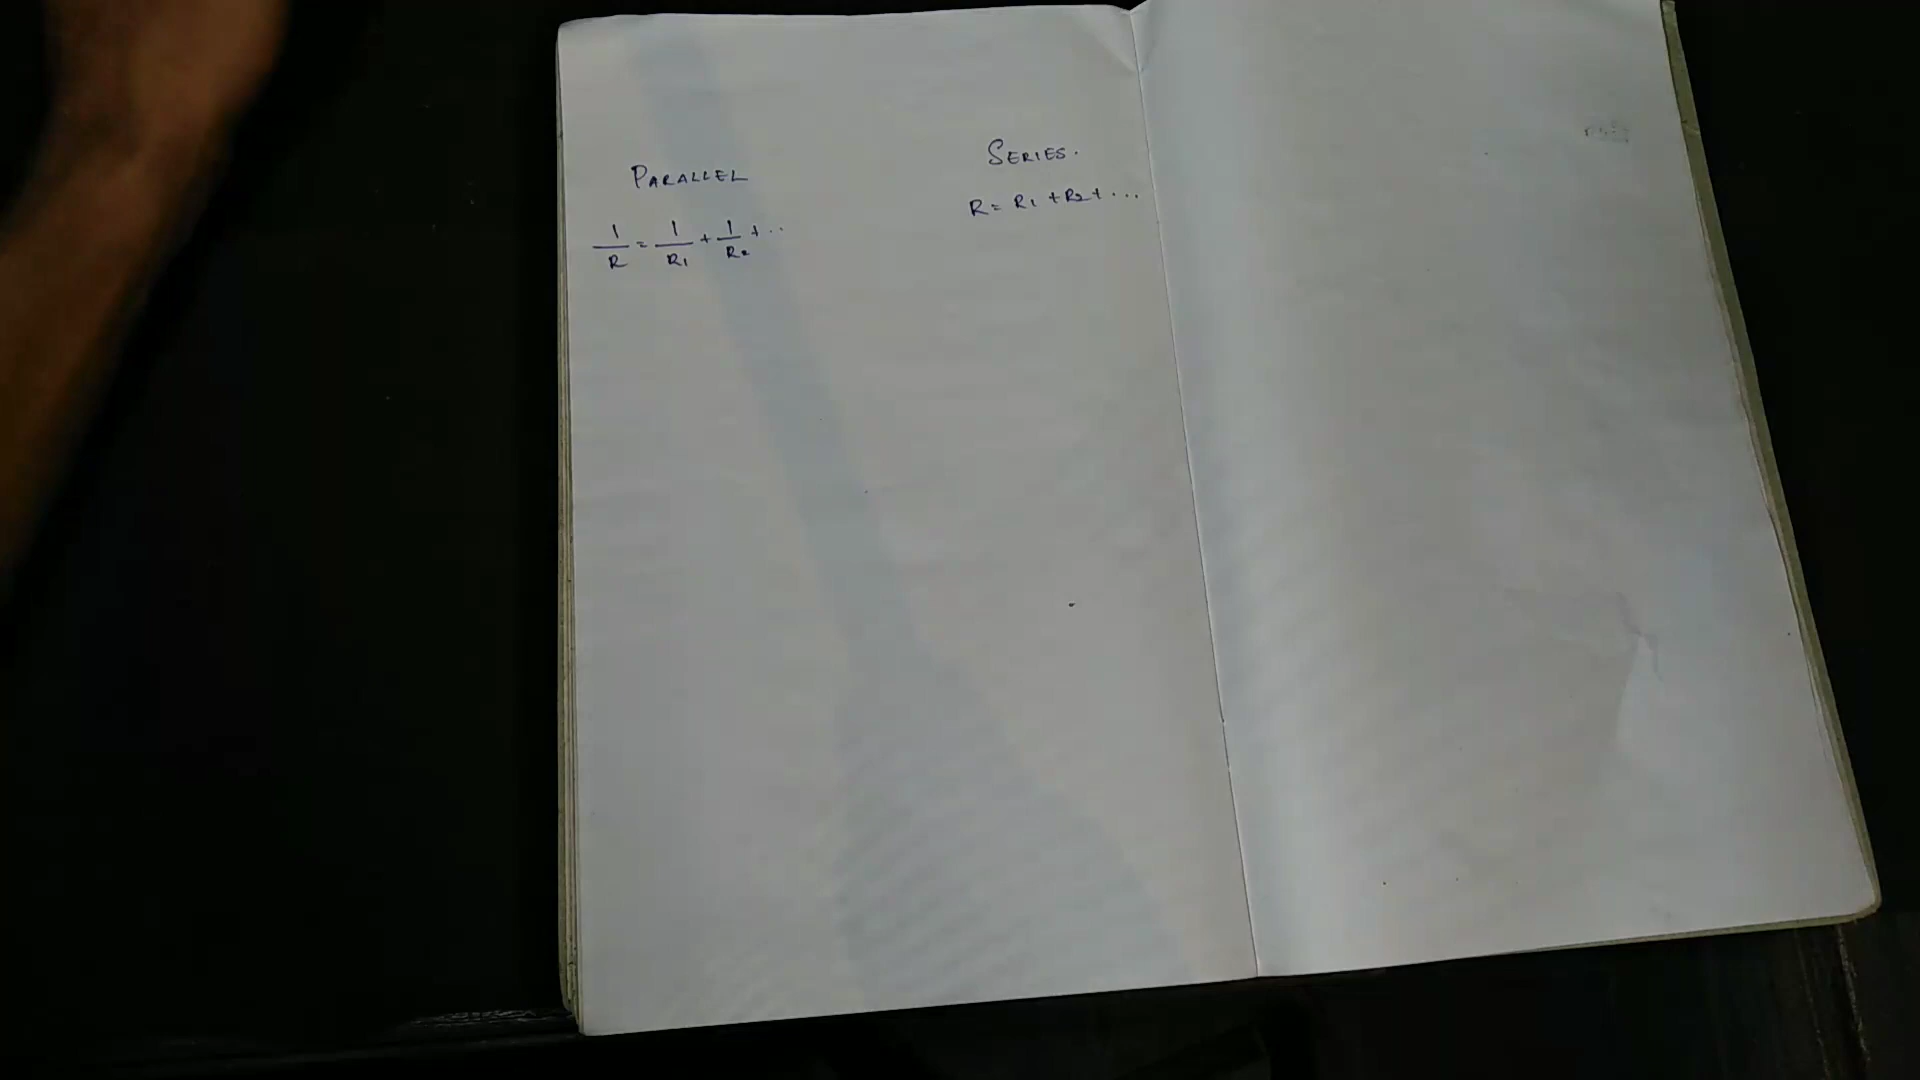 PARALLEL
1/R = 1/R1 + 1/R2 + ..
SERIES.
R = R1 + R2 + ...